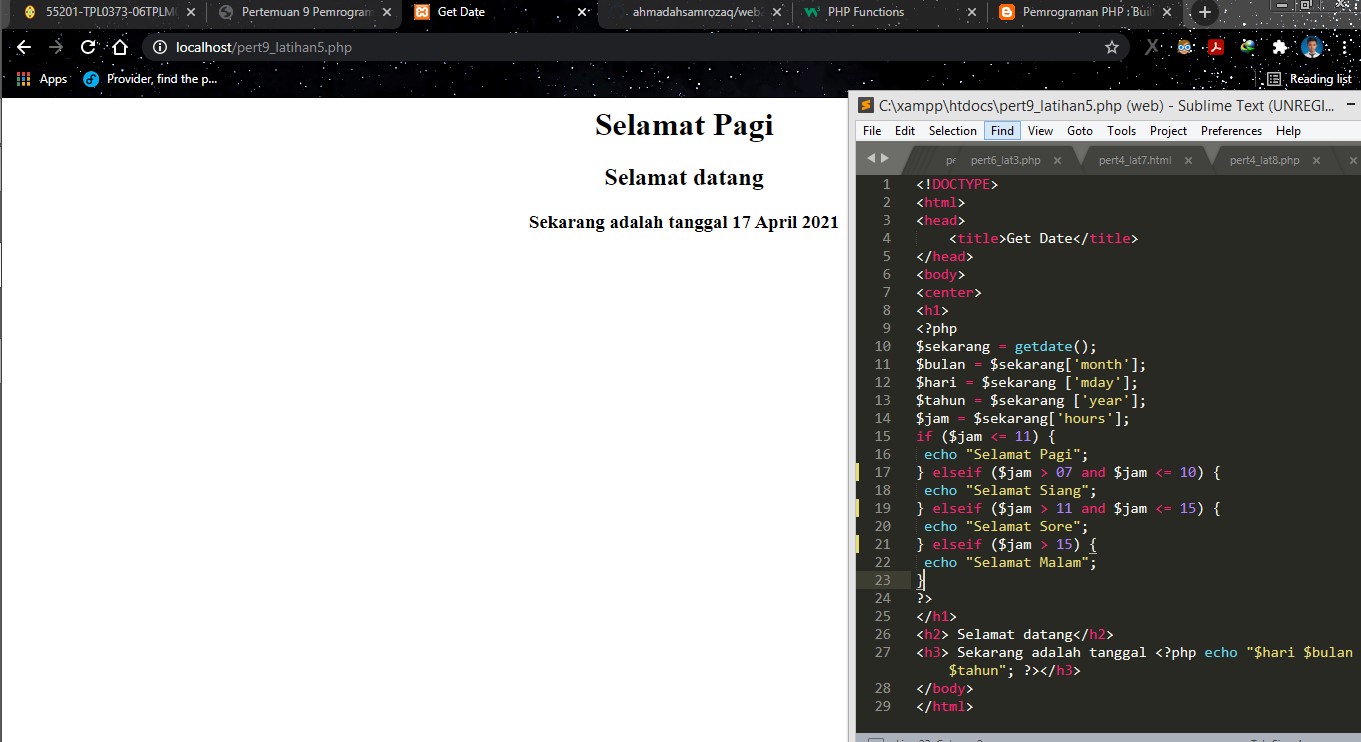 55201-TPL0373-06TPLM
Pertemuan 9 Pemrogram
Get Date
ahmadahsamrozaq/web
PHP Functions
Pemrograman PHP : Buil
localhost/pert9_latihan5.php
Apps
Provider, find the p...
Reading list
Selamat Pagi
Selamat datang
Sekarang adalah tanggal 17 April 2021
C:\xampp\htdocs\pert9_latihan5.php (web) - Sublime Text (UNREGI...
File Edit Selection Find View Goto Tools Project Preferences Help
pe pert6_lat3.php pert4_lat7.html pert4_lat8.php
1 <!DOCTYPE>
2 <html>
3 <head>
4 <title>Get Date</title>
5 </head>
6 <body>
7 <center>
8 <h1>
9 <?php
10 $sekarang = getdate();
11 $bulan = $sekarang['month'];
12 $hari = $sekarang ['mday'];
13 $tahun = $sekarang ['year'];
14 $jam = $sekarang['hours'];
15 if ($jam <= 11) {
16 echo "Selamat Pagi";
17 } elseif ($jam > 07 and $jam <= 10) {
18 echo "Selamat Siang";
19 } elseif ($jam > 11 and $jam <= 15) {
20 echo "Selamat Sore";
21 } elseif ($jam > 15) {
22 echo "Selamat Malam";
23 }
24 ?>
25 </h1>
26 <h2> Selamat datang</h2>
27 <h3> Sekarang adalah tanggal <?php echo "$hari $bulan
$tahun"; ?></h3>
28 </body>
29 </html>